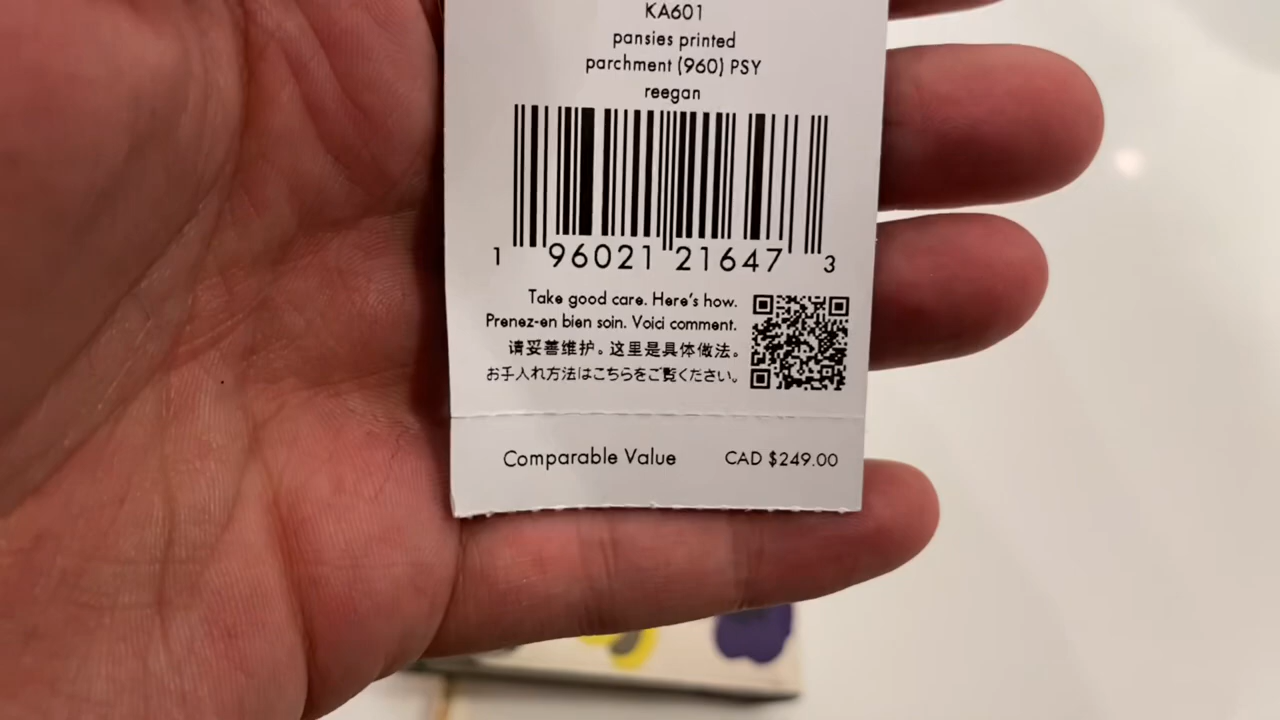 KA601
pansies printed
parchment (960) PSY
reegan
1 96021 21647 3
Take good care. Here's how.
Prenez-en bien soin. Voici comment.
请妥善维护。这里是具体做法。
お手入れ方法はこちらをご覧ください。
Comparable Value CAD $249.00